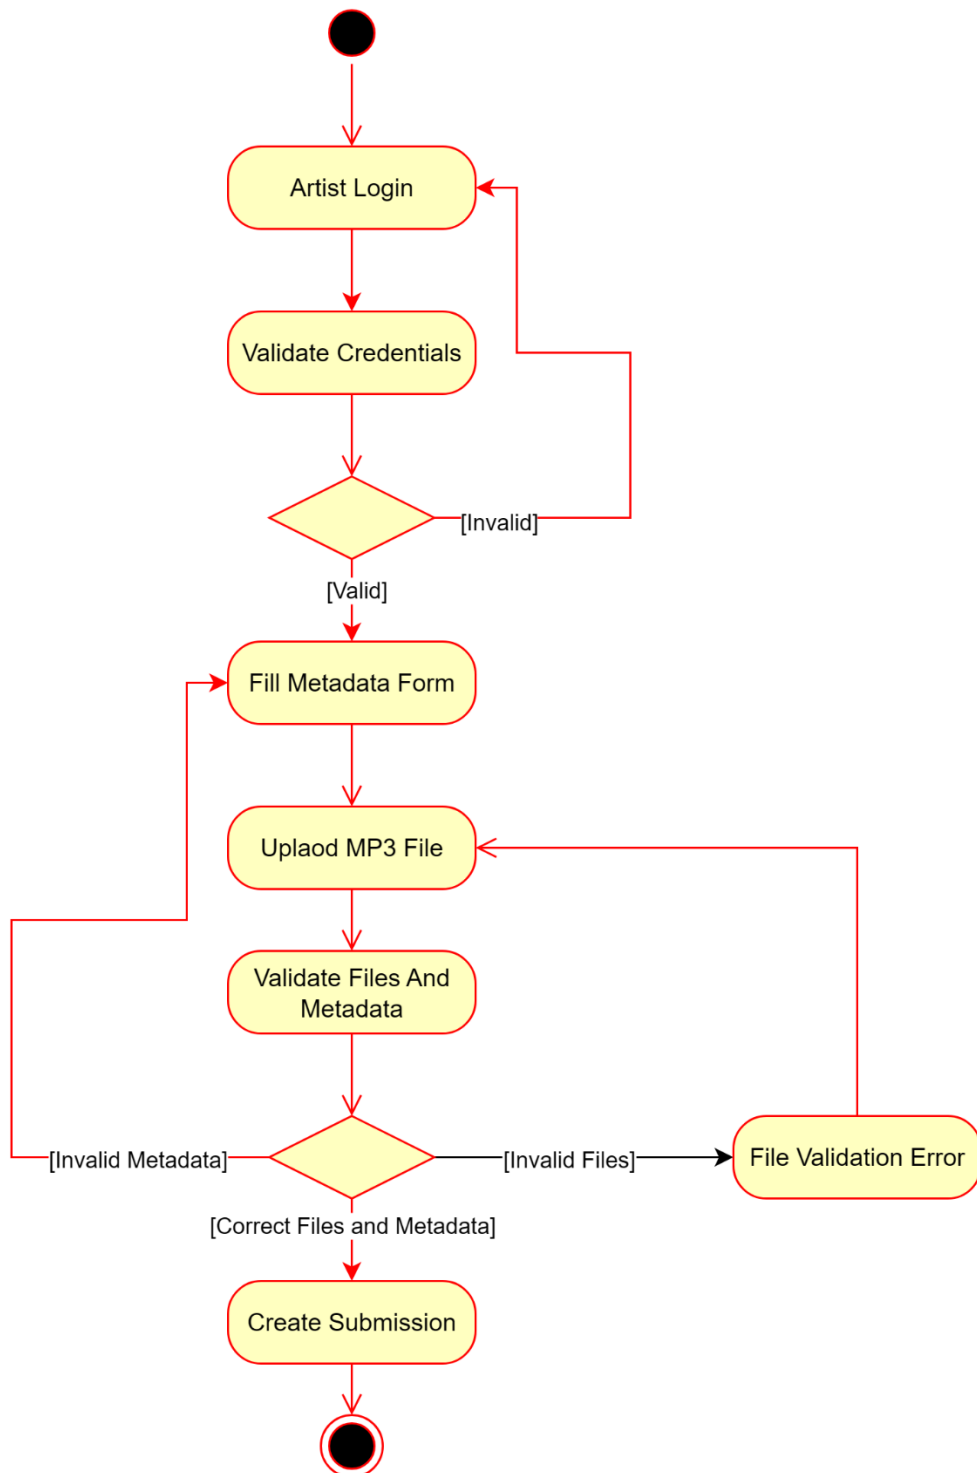 Artist Login
Validate Credentials
[Invalid]
[Valid]
Fill Metadata Form
Uplaod MP3 File
Validate Files And
Metadata
[Invalid Metadata]
[Invalid Files]
File Validation Error
[Correct Files and Metadata]
Create Submission